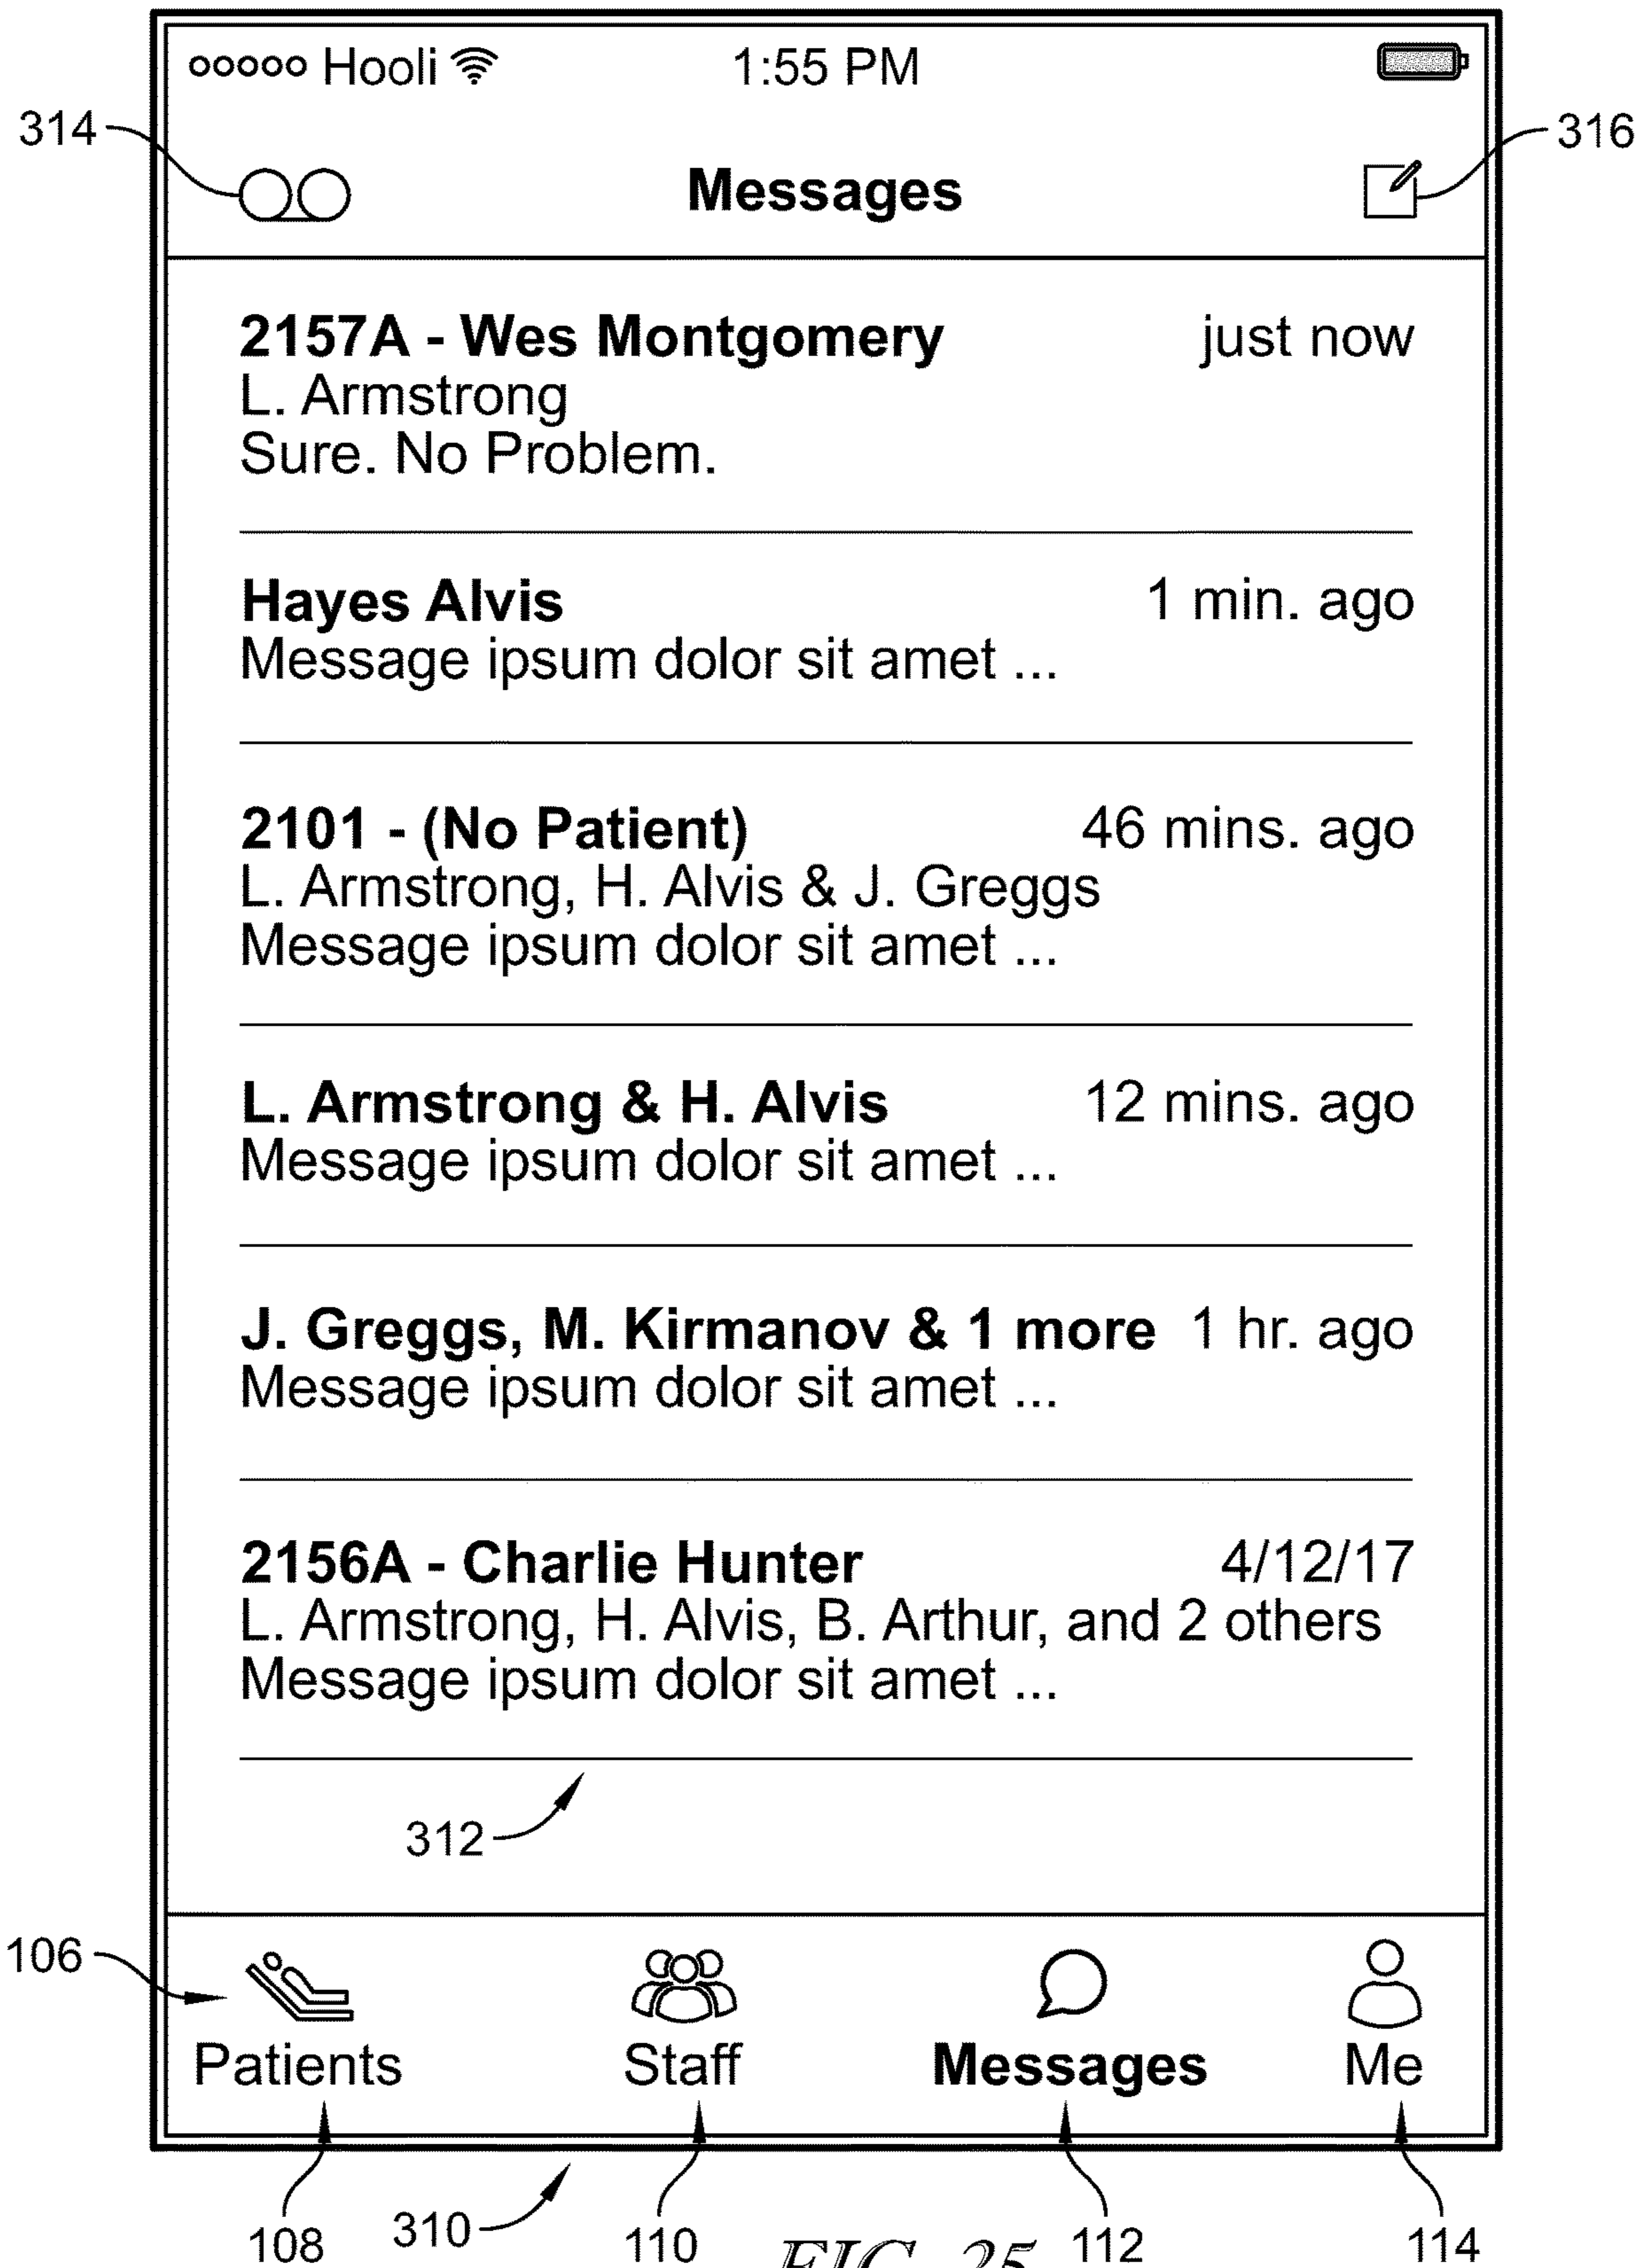 Hooli 1:55 PM
314
316
Messages
2157A - Wes Montgomery just now
L. Armstrong
Sure. No Problem.
Hayes Alvis 1 min. ago
Message ipsum dolor sit amet ...
2101 - (No Patient) 46 mins. ago
L. Armstrong, H. Alvis & J. Greggs
Message ipsum dolor sit amet ...
L. Armstrong & H. Alvis 12 mins. ago
Message ipsum dolor sit amet ...
J. Greggs, M. Kirmanov & 1 more 1 hr. ago
Message ipsum dolor sit amet ...
2156A - Charlie Hunter 4/12/17
L. Armstrong, H. Alvis, B. Arthur, and 2 others
Message ipsum dolor sit amet ...
312
106
Patients Staff Messages Me
108 310 110 112 114
FIG. 25